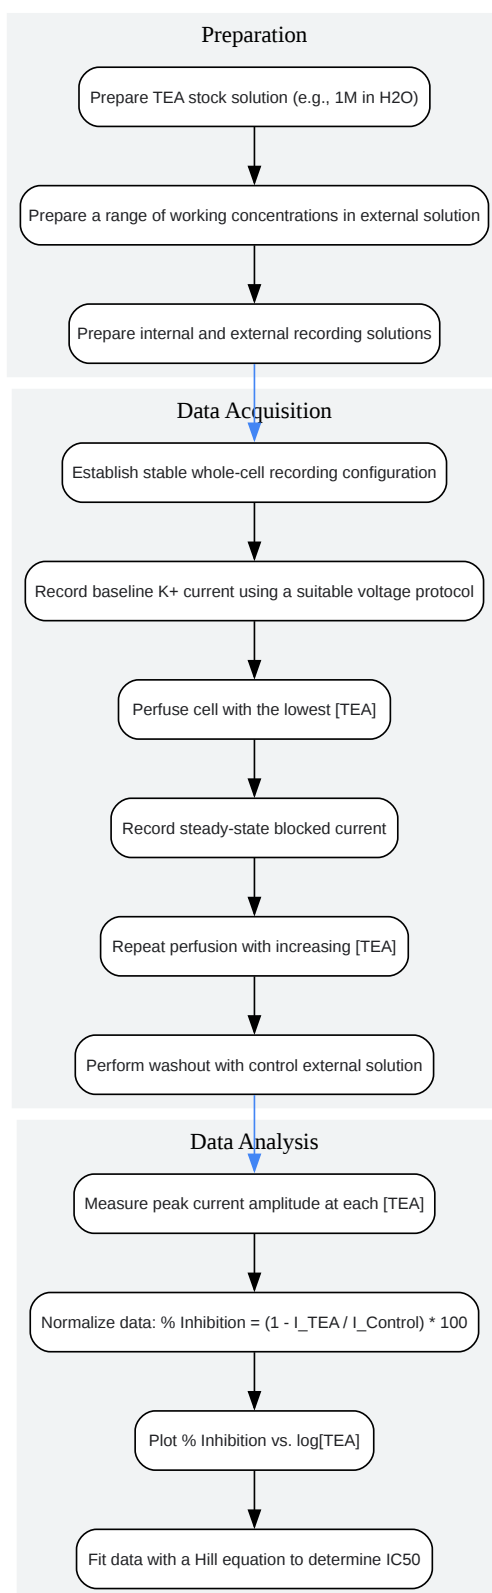 Preparation
Prepare TEA stock solution (e.g., 1M in H2O)
Prepare a range of working concentrations in external solution
Prepare internal and external recording solutions
Data Acquisition
Establish stable whole-cell recording configuration
Record baseline K+ current using a suitable voltage protocol
Perfuse cell with the lowest [TEA]
Record steady-state blocked current
Repeat perfusion with increasing [TEA]
Perform washout with control external solution
Data Analysis
Measure peak current amplitude at each [TEA]
Normalize data: % Inhibition = (1 - I_TEA / I_Control) * 100
Plot % Inhibition vs. log[TEA]
Fit data with a Hill equation to determine IC50